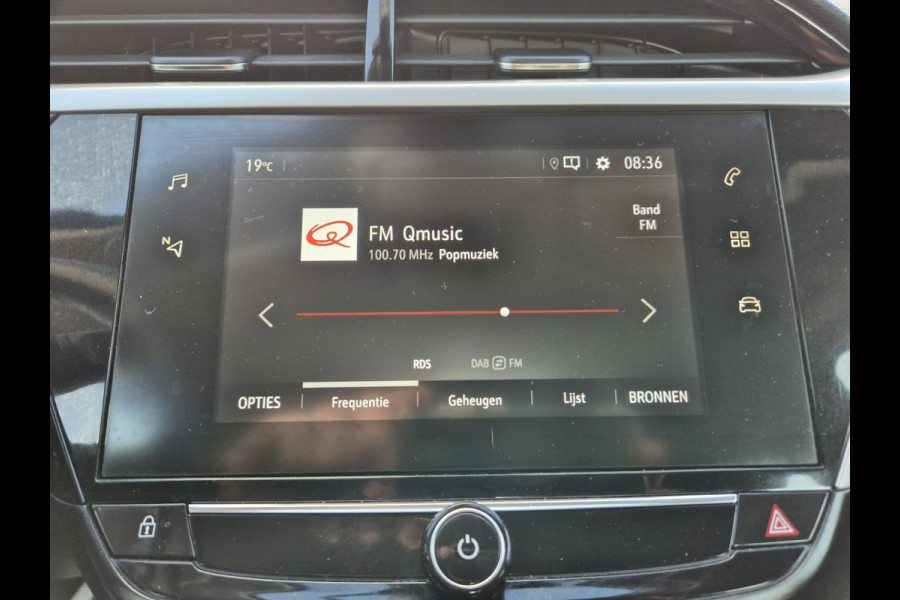 19°C 08:36
N
Band
FM
FM Qmusic
100.70 MHz Popmuziek
RDS DAB FM
OPTIES Frequentie Geheugen Lijst BRONNEN